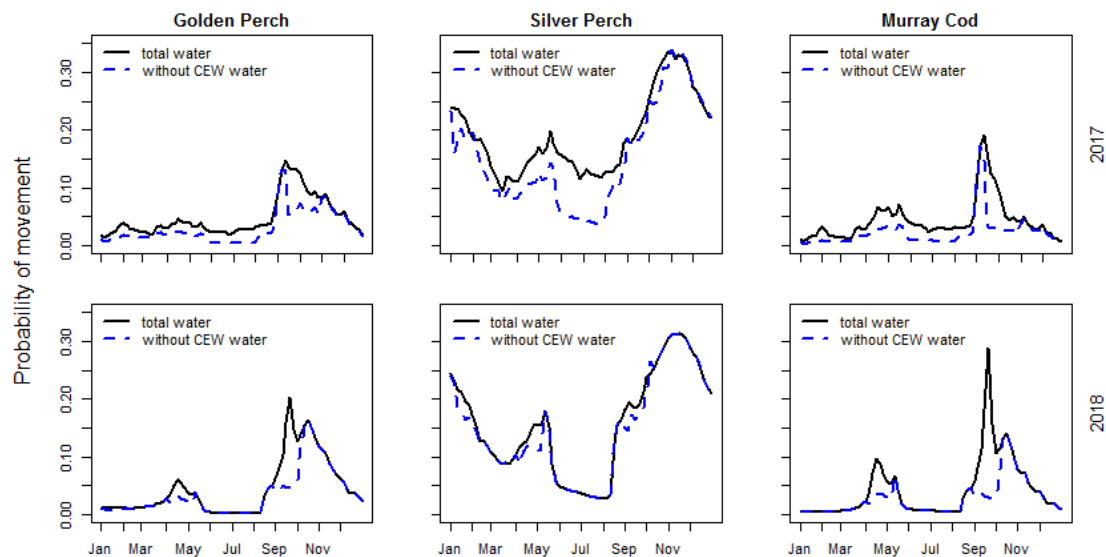 Golden Perch Silver Perch Murray Cod
total water
without CEW water
total water
without CEW water
total water
without CEW water
0.30
0.20
0.10
0.00
2017
total water
without CEW water
total water
without CEW water
total water
without CEW water
0.30
0.20
0.10
0.00
2018
Probability of movement
Jan Mar May Jul Sep Nov
Jan Mar May Jul Sep Nov
Jan Mar May Jul Sep Nov